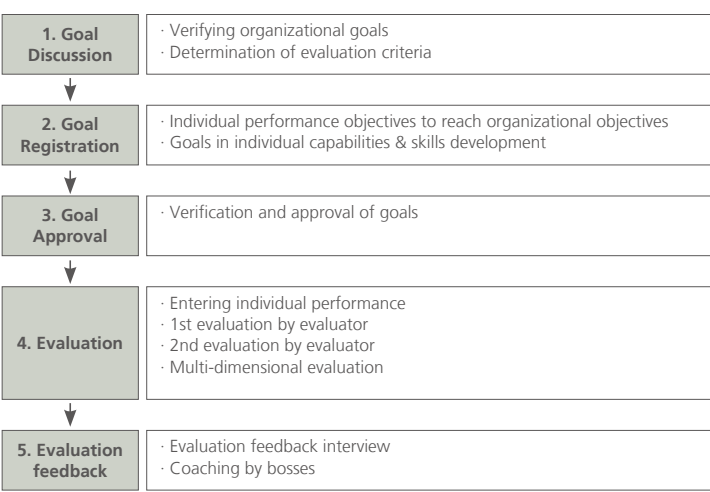 1. Goal
Discussion
· Verifying organizational goals
· Determination of evaluation criteria
2. Goal
Registration
· Individual performance objectives to reach organizational objectives
· Goals in individual capabilities & skills development
3. Goal
Approval
· Verification and approval of goals
4. Evaluation
· Entering individual performance
· 1st evaluation by evaluator
· 2nd evaluation by evaluator
· Multi-dimensional evaluation
5. Evaluation
feedback
· Evaluation feedback interview
· Coaching by bosses